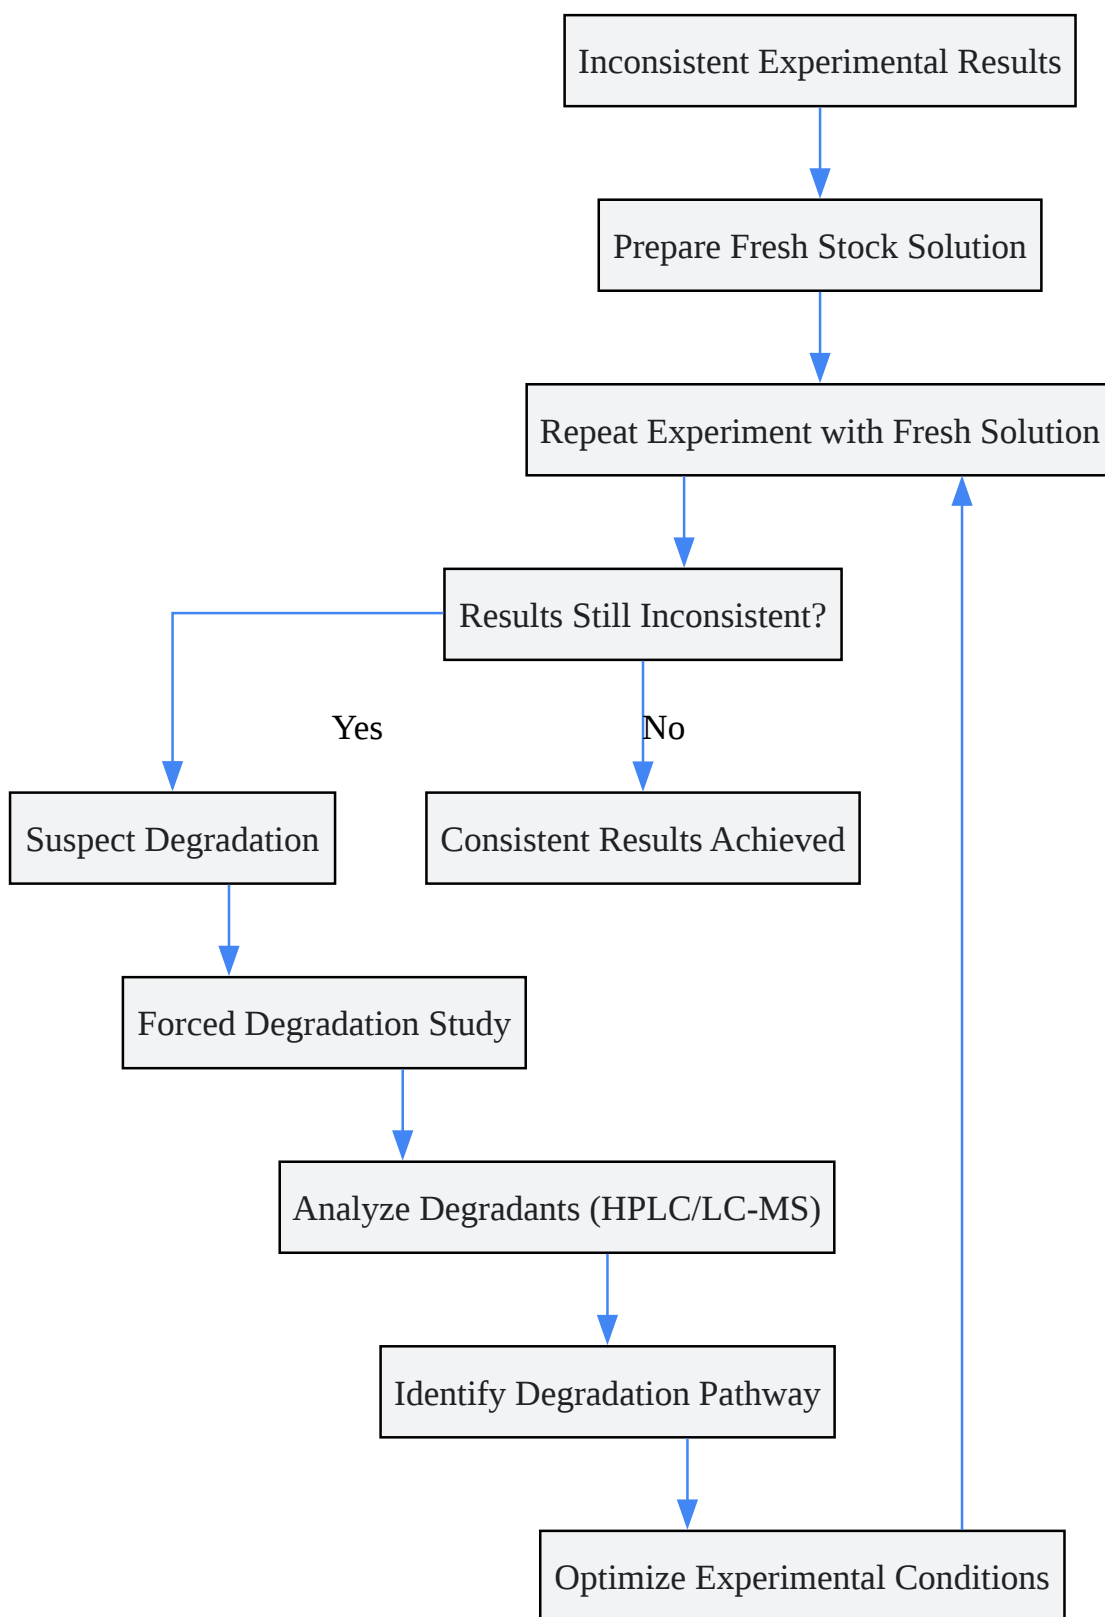 Inconsistent Experimental Results
Prepare Fresh Stock Solution
Repeat Experiment with Fresh Solution
Results Still Inconsistent?
Yes
No
Suspect Degradation
Consistent Results Achieved
Forced Degradation Study
Analyze Degradants (HPLC/LC-MS)
Identify Degradation Pathway
Optimize Experimental Conditions